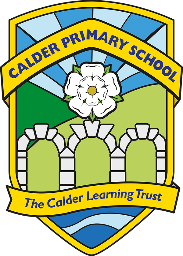 CALDER PRIMARY SCHOOL
The Calder Learning Trust